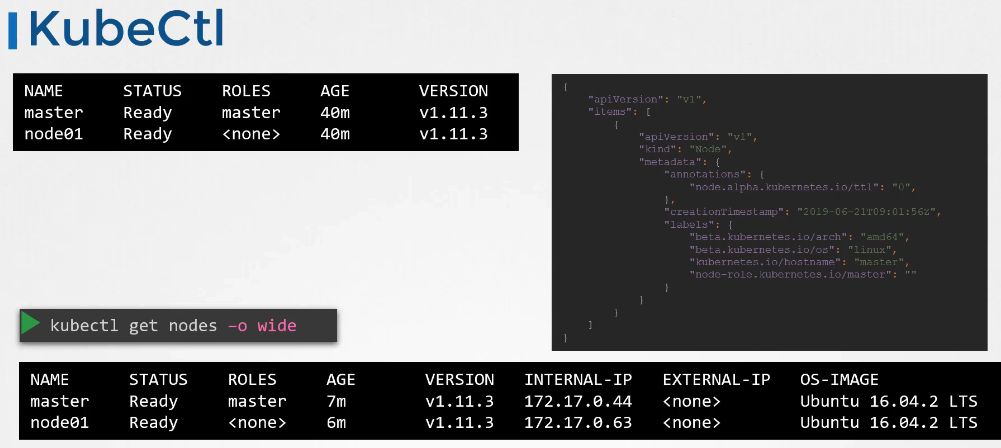 KubeCtl
NAME STATUS ROLES AGE VERSION
master Ready master 40m v1.11.3
node01 Ready <none> 40m v1.11.3
{
"apiVersion": "v1",
"items": [
{
"apiVersion": "v1",
"kind": "Node",
"metadata": {
"annotations": {
"node.alpha.kubernetes.io/ttl": "0",
},
"creationTimestamp": "2019-06-21T09:01:56Z",
"labels": {
"beta.kubernetes.io/arch": "amd64",
"beta.kubernetes.io/os": "linux",
"kubernetes.io/hostname": "master",
"node-role.kubernetes.io/master": ""
}
}
}
]
}
kubectl get nodes –o wide
NAME STATUS ROLES AGE VERSION INTERNAL-IP EXTERNAL-IP OS-IMAGE
master Ready master 7m v1.11.3 172.17.0.44 <none> Ubuntu 16.04.2 LTS
node01 Ready <none> 6m v1.11.3 172.17.0.63 <none> Ubuntu 16.04.2 LTS